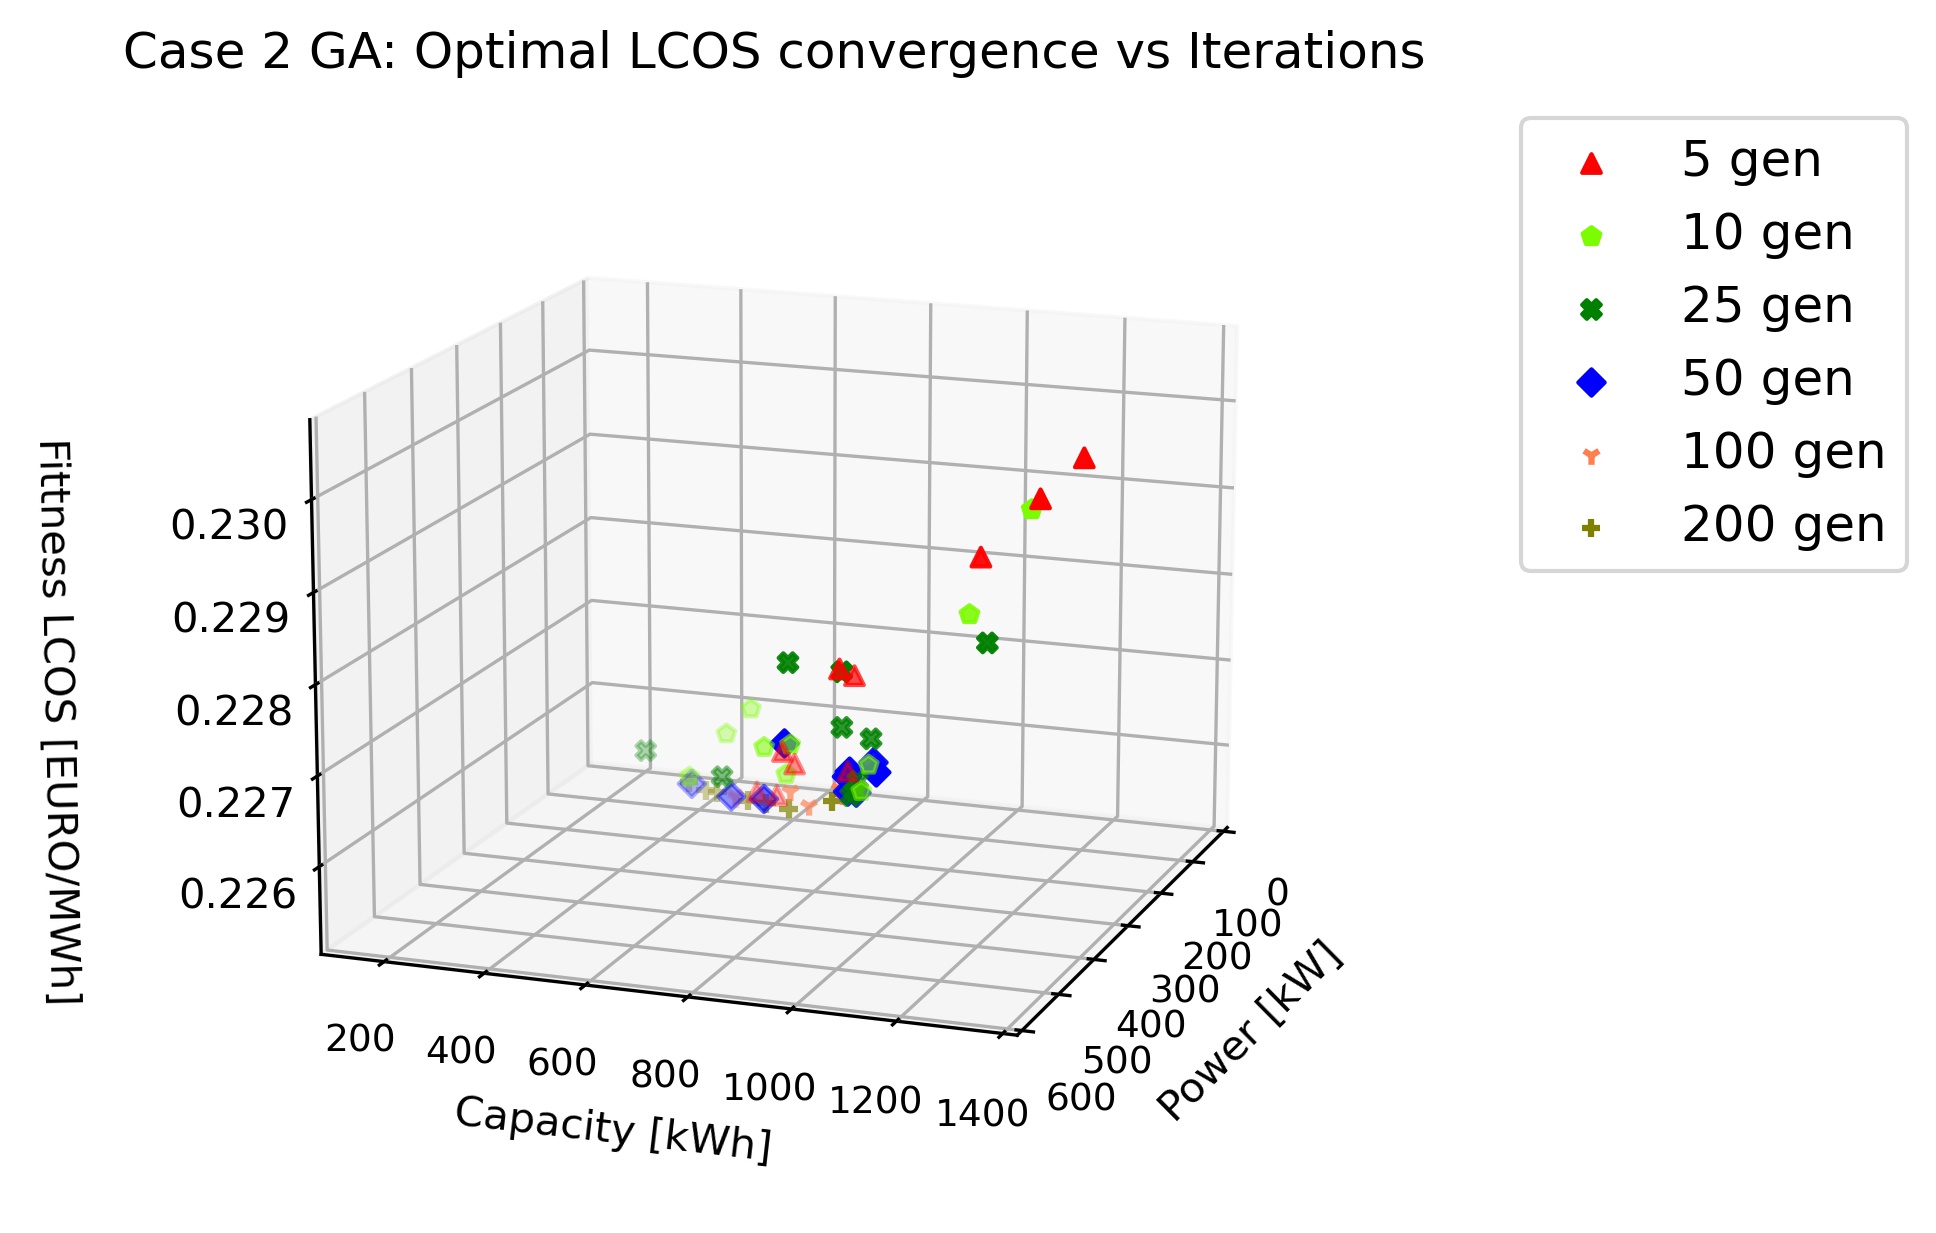 Case 2 GA: Optimal LCOS convergence vs Iterations
5 gen
10 gen
25 gen
50 gen
100 gen
200 gen
Fittness LCOS [EURO/MWh]
0.230
0.229
0.228
0.227
0.226
200
400
600
800
1000
1200
1400
Capacity [kWh]
0
100
200
300
400
500
600
Power [kW]